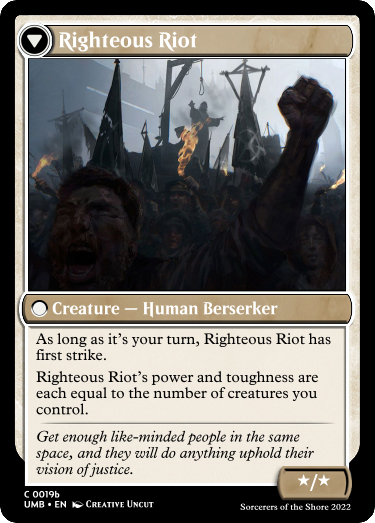 Righteous Riot
Creature — Human Berserker
As long as it's your turn, Righteous Riot has
first strike.
Righteous Riot's power and toughness are
each equal to the number of creatures you
control.
Get enough like-minded people in the same
space, and they will do anything uphold their
vision of justice.
★/★
C 0019b
UMB • EN Creative Uncut
Sorcerers of the Shore 2022